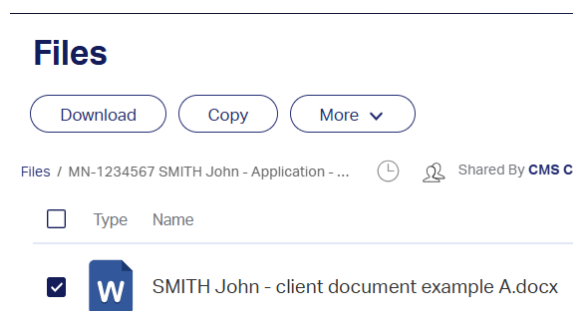 Files
Download Copy More
Files / MN-1234567 SMITH John - Application - ... Shared By CMS C
Type Name
W SMITH John - client document example A.docx